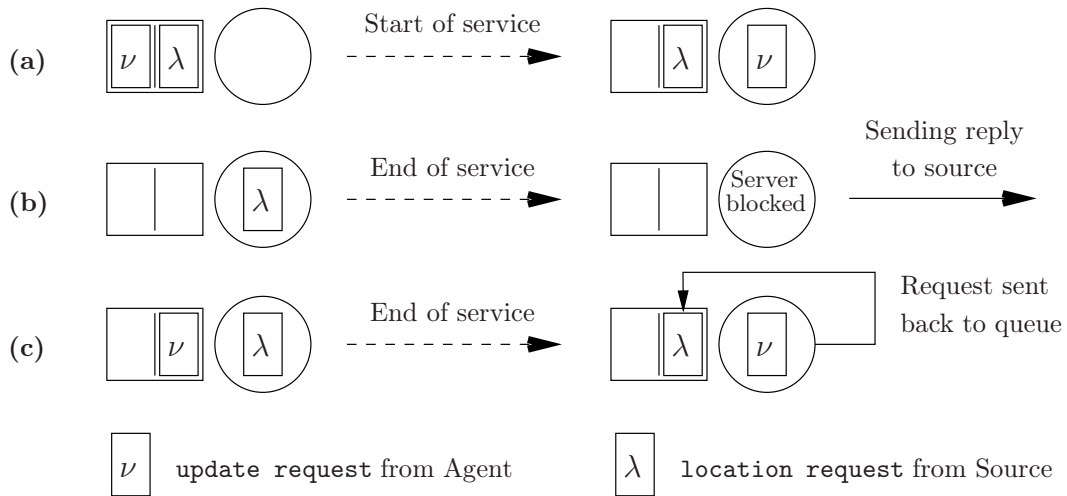 (a) ν λ Start of service λ ν
Sending reply
to source
(b) λ End of service Server
blocked
Request sent
back to queue
(c) ν λ End of service λ ν
ν update request from Agent λ location request from Source